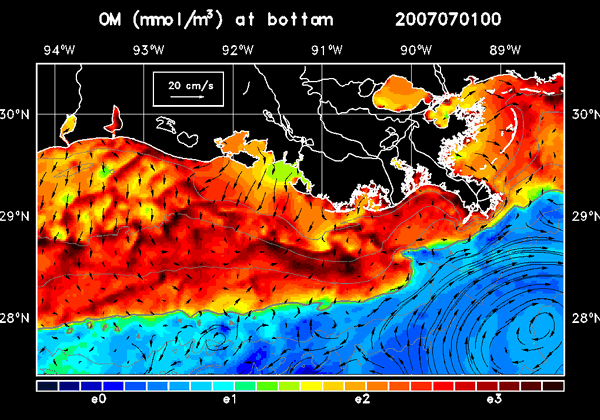 OM (mmol/m³) at bottom 2007070100
94°W 93°W 92°W 91°W 90°W 89°W
20 cm/s
30°N 30°N
29°N 29°N
28°N 28°N
e0 e1 e2 e3